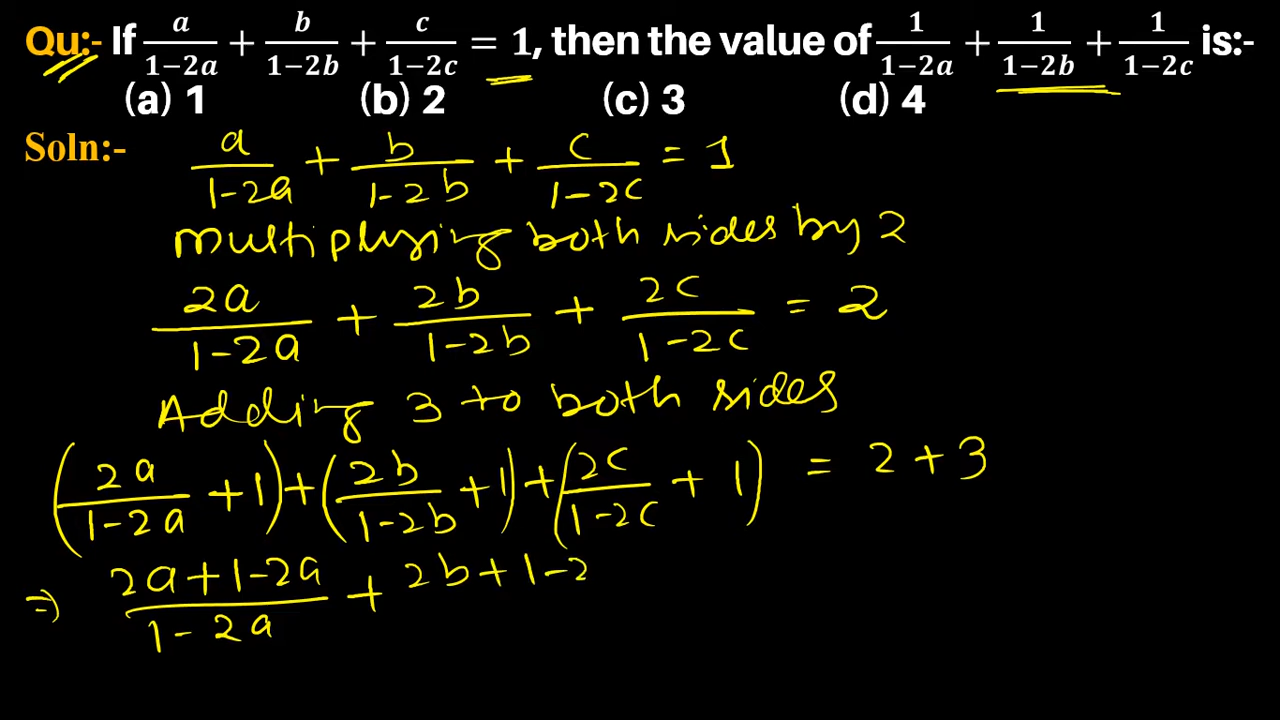 Qu:- If a/(1−2a) + b/(1−2b) + c/(1−2c) = 1, then the value of 1/(1−2a) + 1/(1−2b) + 1/(1−2c) is:-
(a) 1 (b) 2 (c) 3 (d) 4
Soln:- a/(1-2a) + b/(1-2b) + c/(1-2c) = 1
multiplying both sides by 2
2a/(1-2a) + 2b/(1-2b) + 2c/(1-2c) = 2
Adding 3 to both sides
(2a/(1-2a) + 1) + (2b/(1-2b) + 1) + (2c/(1-2c) + 1) = 2 + 3
⇒ (2a+1-2a)/(1-2a) + 2b+1-2